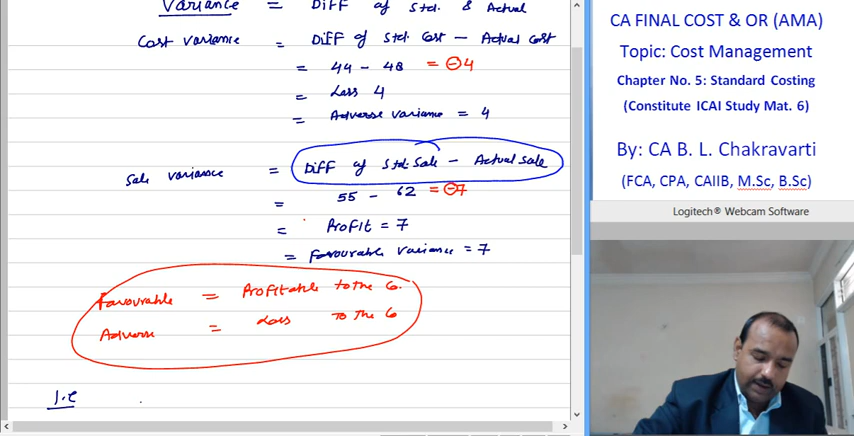 Variance = Diff of Std. & Actual
Cost variance = Diff of Std. Cost - Actual Cost
= 44 - 48 = ⊖4
= Loss 4
= Adverse Variance = 4
Sale variance = Diff of Std. Sale - Actual sale
= 55 - 62 = ⊖7
= Profit = 7
= Favourable variance = 7
Favourable = Profitable to the Co.
Adverse = Loss To The Co
I.e
CA FINAL COST & OR (AMA)
Topic: Cost Management
Chapter No. 5: Standard Costing
(Constitute ICAI Study Mat. 6)
By: CA B. L. Chakravarti
(FCA, CPA, CAIIB, M.Sc, B.Sc)
Logitech® Webcam Software